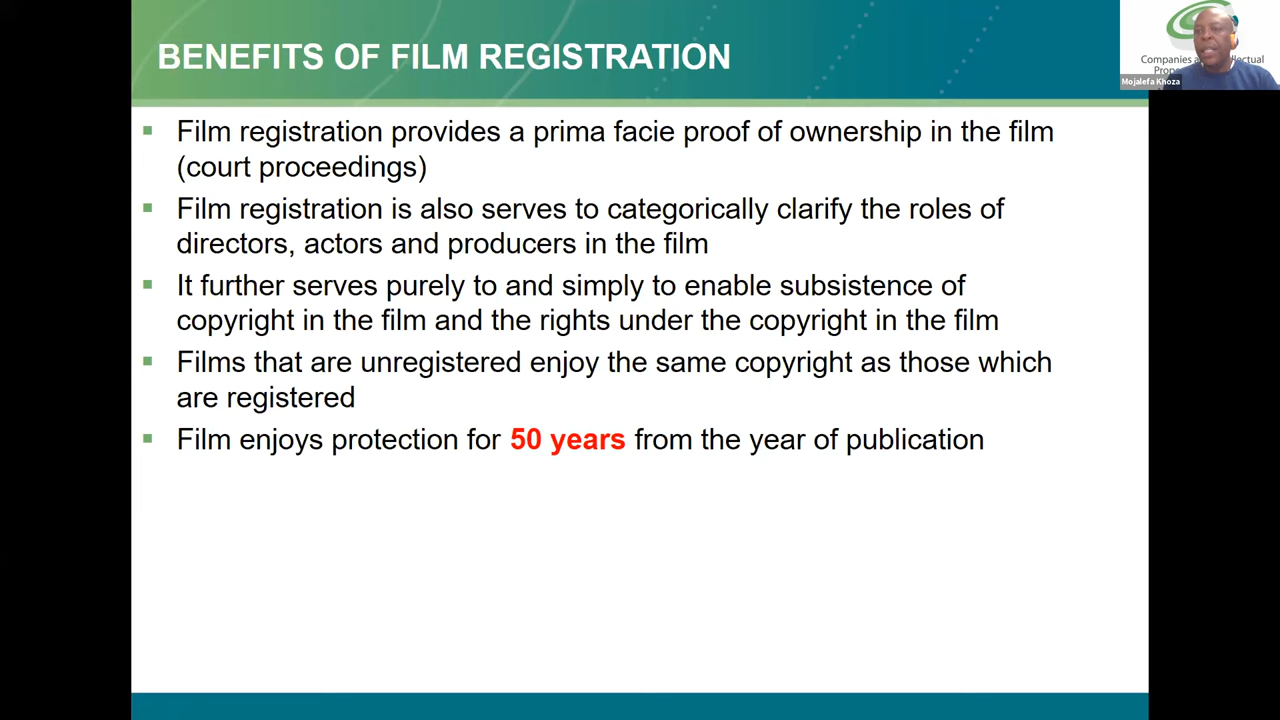 BENEFITS OF FILM REGISTRATION
Companies a
llectual
Prop
Mojalefa Khoza
▪ Film registration provides a prima facie proof of ownership in the film
(court proceedings)
▪ Film registration is also serves to categorically clarify the roles of
directors, actors and producers in the film
▪ It further serves purely to and simply to enable subsistence of
copyright in the film and the rights under the copyright in the film
▪ Films that are unregistered enjoy the same copyright as those which
are registered
▪ Film enjoys protection for 50 years from the year of publication